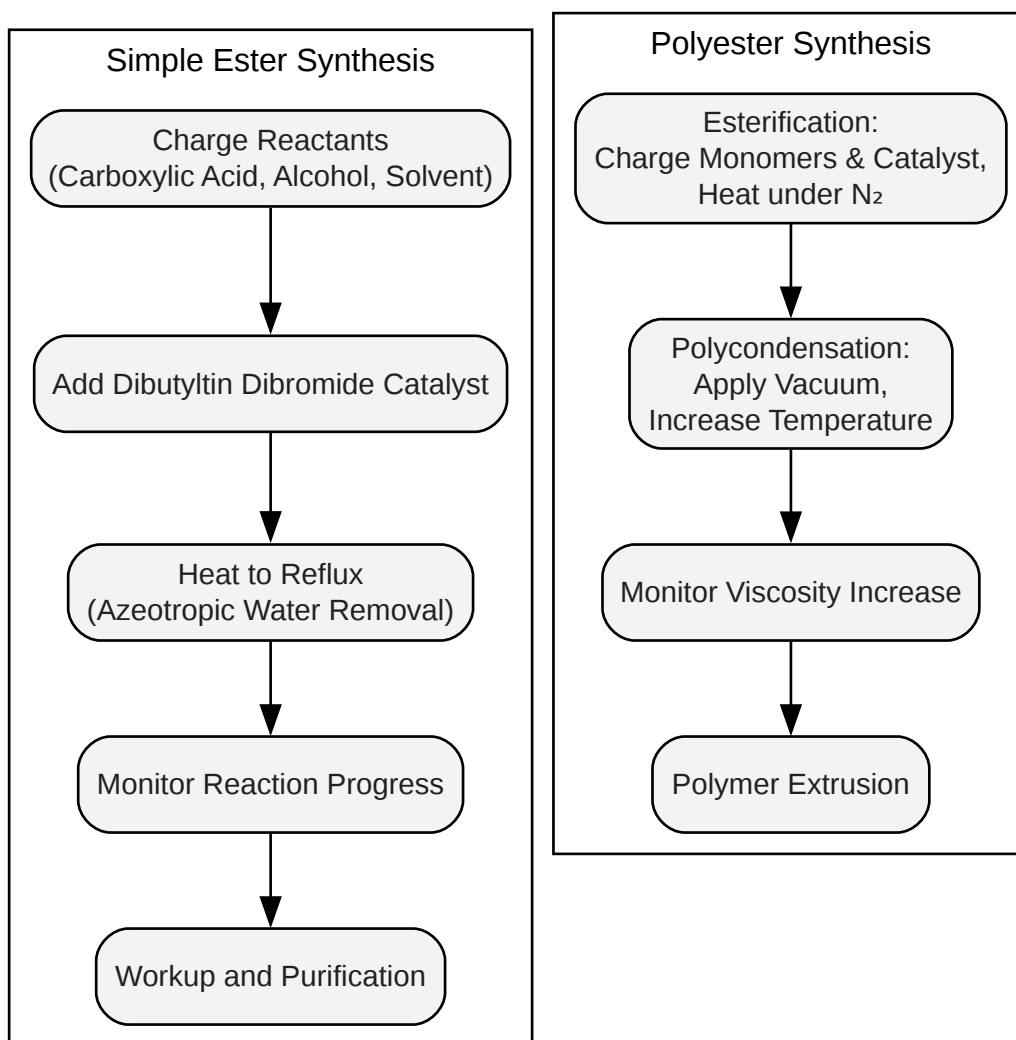 Simple Ester Synthesis
Charge Reactants
(Carboxylic Acid, Alcohol, Solvent)
Add Dibutyltin Dibromide Catalyst
Heat to Reflux
(Azeotropic Water Removal)
Monitor Reaction Progress
Workup and Purification
Polyester Synthesis
Esterification:
Charge Monomers & Catalyst,
Heat under N₂
Polycondensation:
Apply Vacuum,
Increase Temperature
Monitor Viscosity Increase
Polymer Extrusion